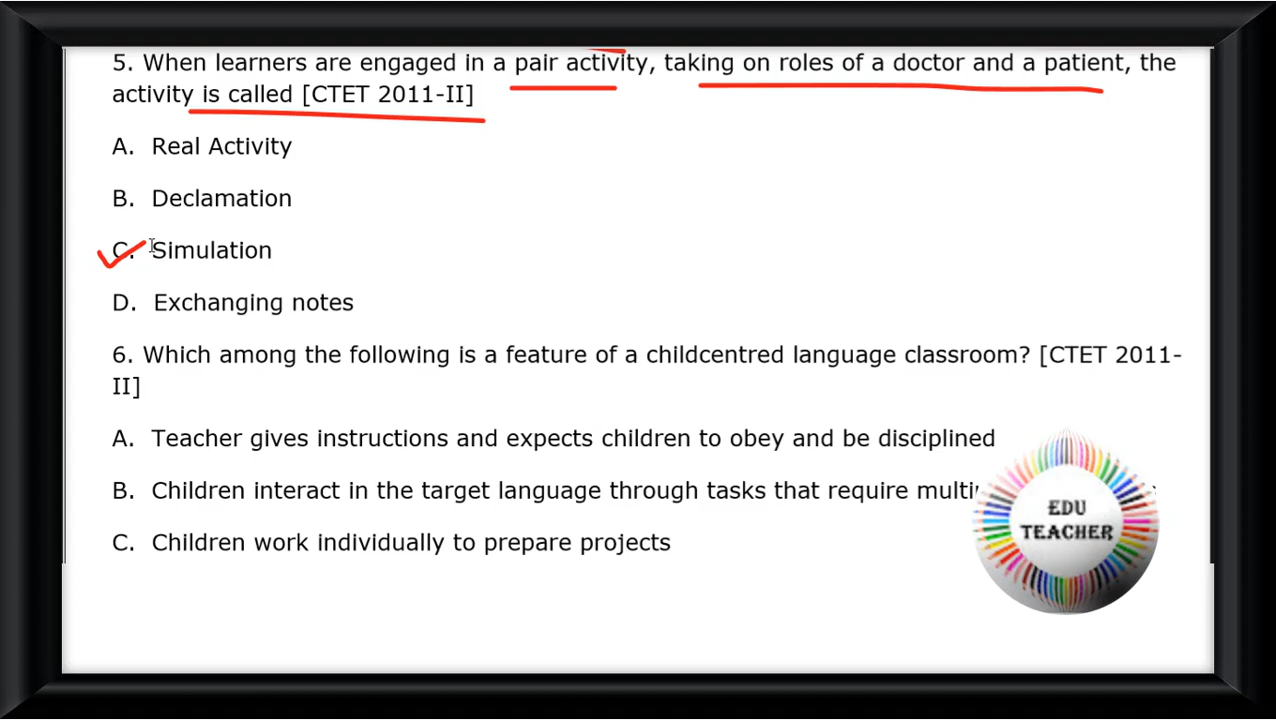 5. When learners are engaged in a pair activity, taking on roles of a doctor and a patient, the
activity is called [CTET 2011-II]
A. Real Activity
B. Declamation
C. Simulation
D. Exchanging notes
6. Which among the following is a feature of a childcentred language classroom? [CTET 2011-
II]
A. Teacher gives instructions and expects children to obey and be disciplined
B. Children interact in the target language through tasks that require
C. Children work individually to prepare projects
EDU
TEACHER